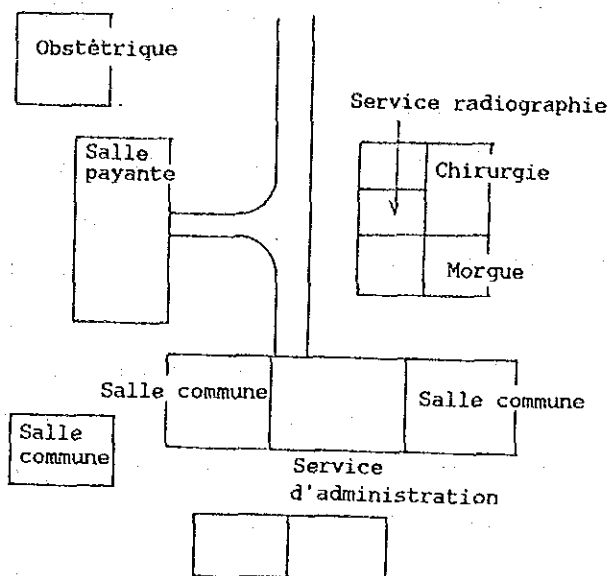 Obstétrique
Service radiographie
Salle
payante
Chirurgie
Morgue
Salle commune
Salle commune
Salle
commune
Service
d'administration